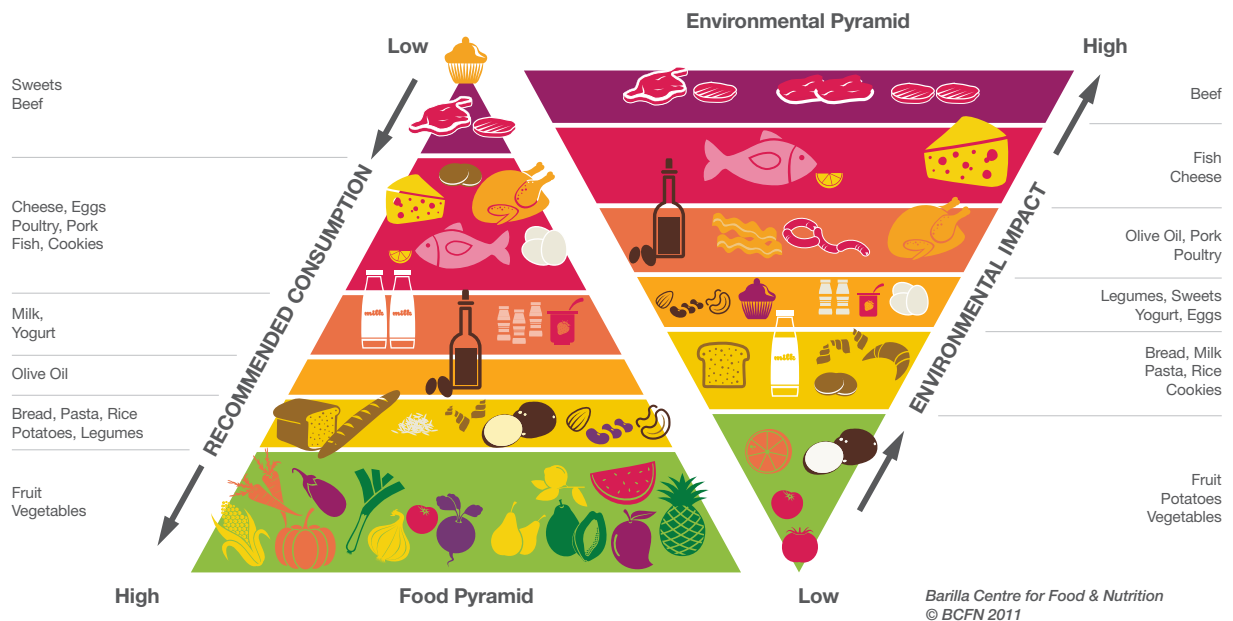 Environmental Pyramid
Low
High
Sweets
Beef
Cheese, Eggs
Poultry, Pork
Fish, Cookies
Milk,
Yogurt
Olive Oil
Bread, Pasta, Rice
Potatoes, Legumes
Fruit
Vegetables
RECOMMENDED CONSUMPTION
milk
milk
High
Food Pyramid
Beef
Fish
Cheese
Olive Oil, Pork
Poultry
Legumes, Sweets
Yogurt, Eggs
Bread, Milk
Pasta, Rice
Cookies
Fruit
Potatoes
Vegetables
ENVIRONMENTAL IMPACT
milk
Low
Barilla Centre for Food & Nutrition
© BCFN 2011